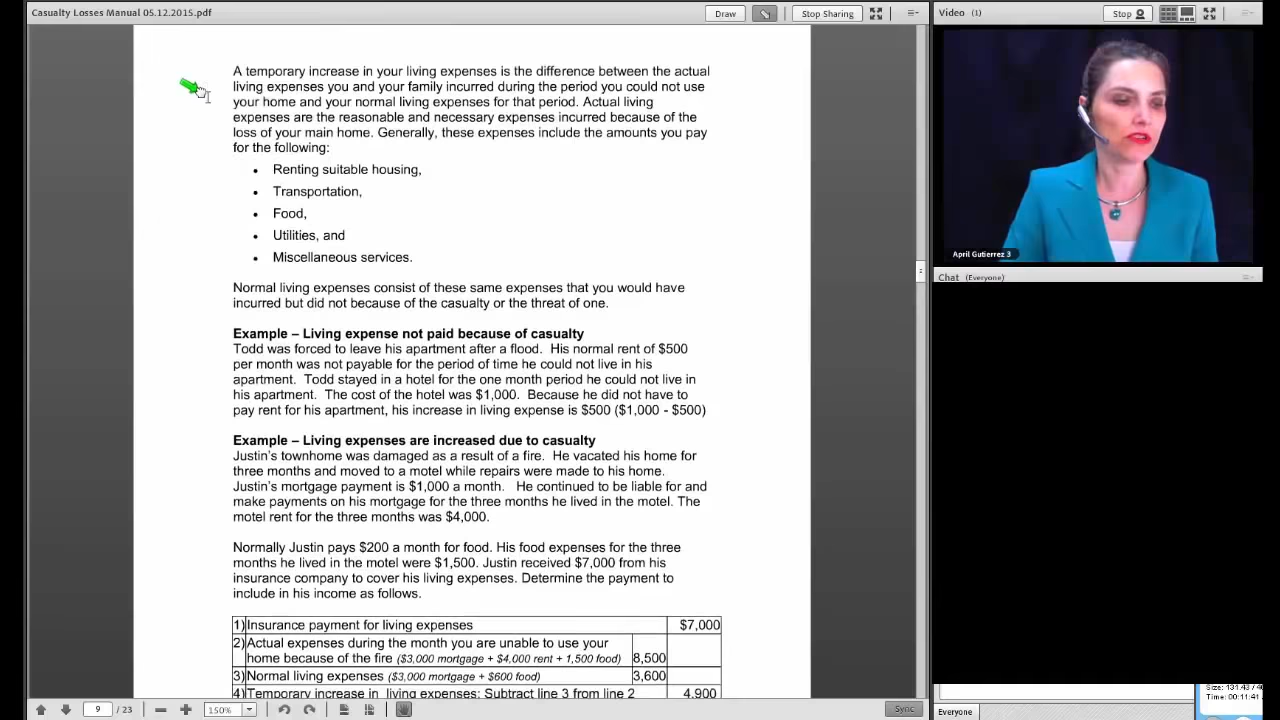 Casualty Losses Manual 05.12.2015.pdf
Draw
Stop Sharing
Video (1)
Stop
A temporary increase in your living expenses is the difference between the actual
living expenses you and your family incurred during the period you could not use
your home and your normal living expenses for that period. Actual living
expenses are the reasonable and necessary expenses incurred because of the
loss of your main home. Generally, these expenses include the amounts you pay
for the following:
• Renting suitable housing,
• Transportation,
• Food,
• Utilities, and
• Miscellaneous services.
Normal living expenses consist of these same expenses that you would have
incurred but did not because of the casualty or the threat of one.
Example – Living expense not paid because of casualty
Todd was forced to leave his apartment after a flood. His normal rent of $500
per month was not payable for the period of time he could not live in his
apartment. Todd stayed in a hotel for the one month period he could not live in
his apartment. The cost of the hotel was $1,000. Because he did not have to
pay rent for his apartment, his increase in living expense is $500 ($1,000 - $500)
Example – Living expenses are increased due to casualty
Justin's townhome was damaged as a result of a fire. He vacated his home for
three months and moved to a motel while repairs were made to his home.
Justin's mortgage payment is $1,000 a month. He continued to be liable for and
make payments on his mortgage for the three months he lived in the motel. The
motel rent for the three months was $4,000.
Normally Justin pays $200 a month for food. His food expenses for the three
months he lived in the motel were $1,500. Justin received $7,000 from his
insurance company to cover his living expenses. Determine the payment to
include in his income as follows.
1) Insurance payment for living expenses $7,000
2) Actual expenses during the month you are unable to use your
home because of the fire ($3,000 mortgage + $4,000 rent + 1,500 food) 8,500
3) Normal living expenses ($3,000 mortgage + $600 food) 3,600
4) Temporary increase in living expenses: Subtract line 3 from line 2 4,900
9 / 23
150%
Sync
April Gutierrez 3
Chat (Everyone)
Everyone
Size: 131.43 /
Time: 00:11:41